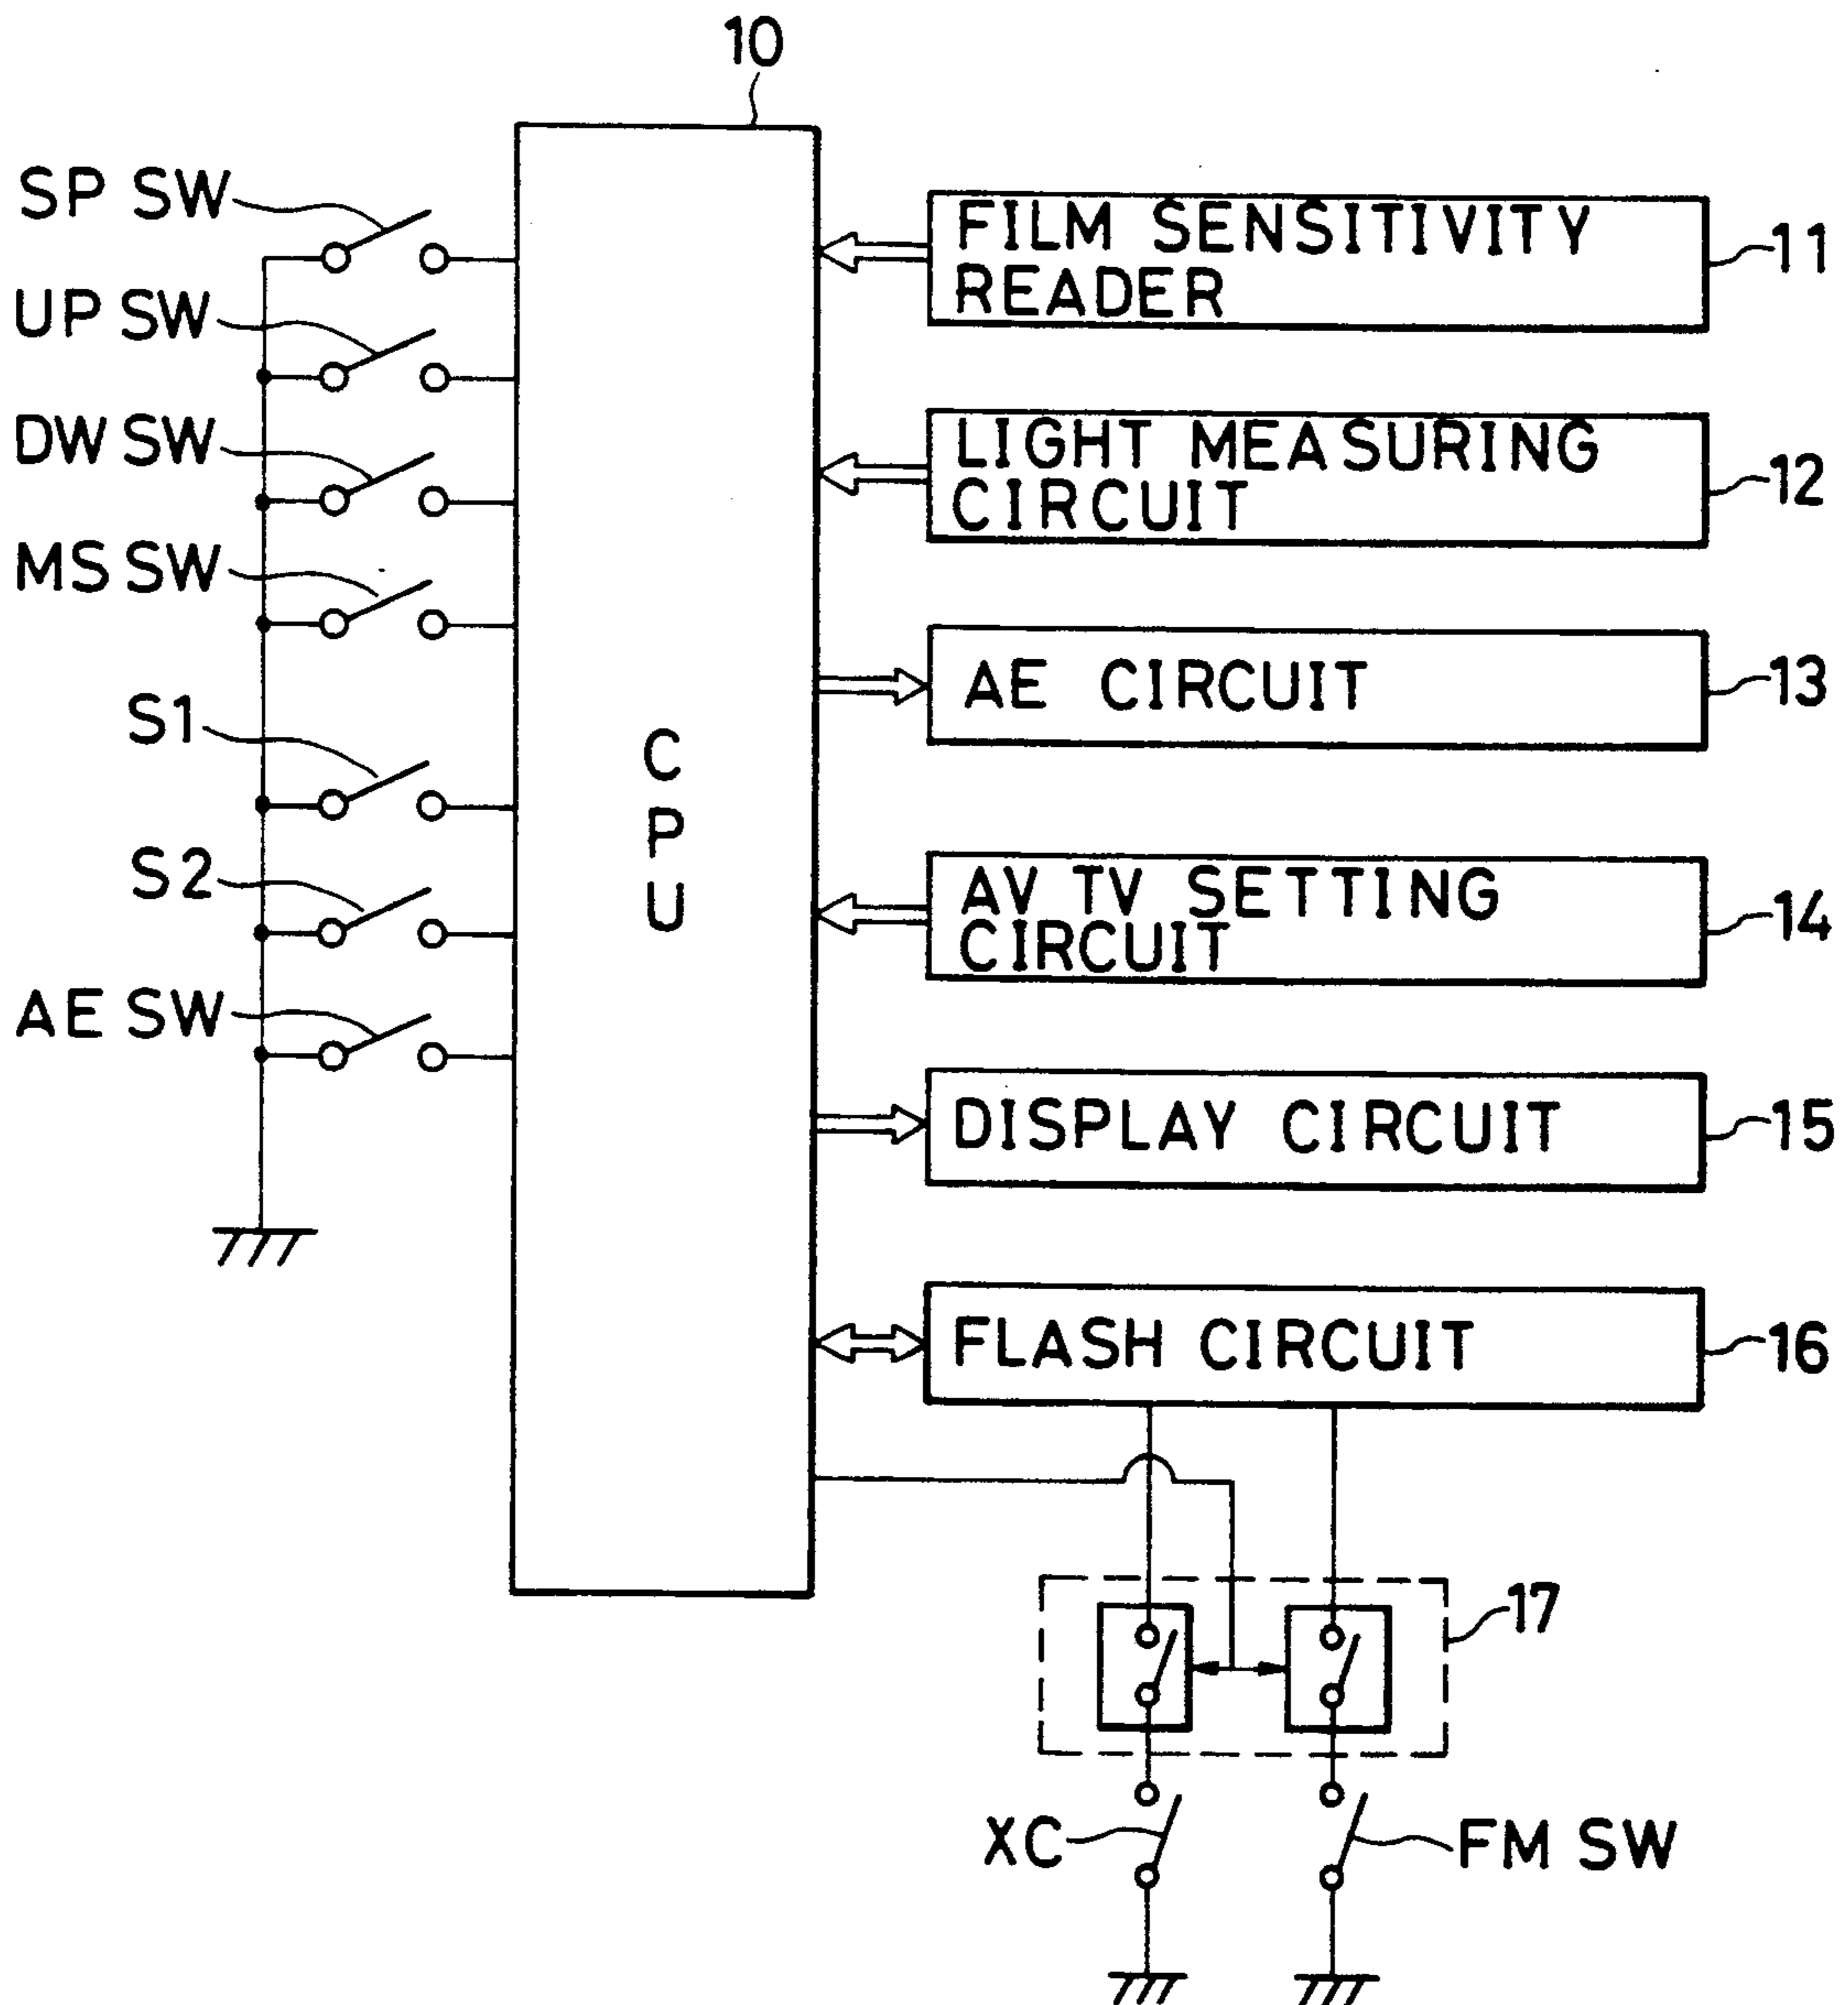 10
SP SW
UP SW
DW SW
MS SW
S1
S2
AE SW
C
P
U
FILM SENSITIVITY
READER
11
LIGHT MEASURING
CIRCUIT
12
AE CIRCUIT
13
AV TV SETTING
CIRCUIT
14
DISPLAY CIRCUIT
15
FLASH CIRCUIT
16
17
XC
FM SW